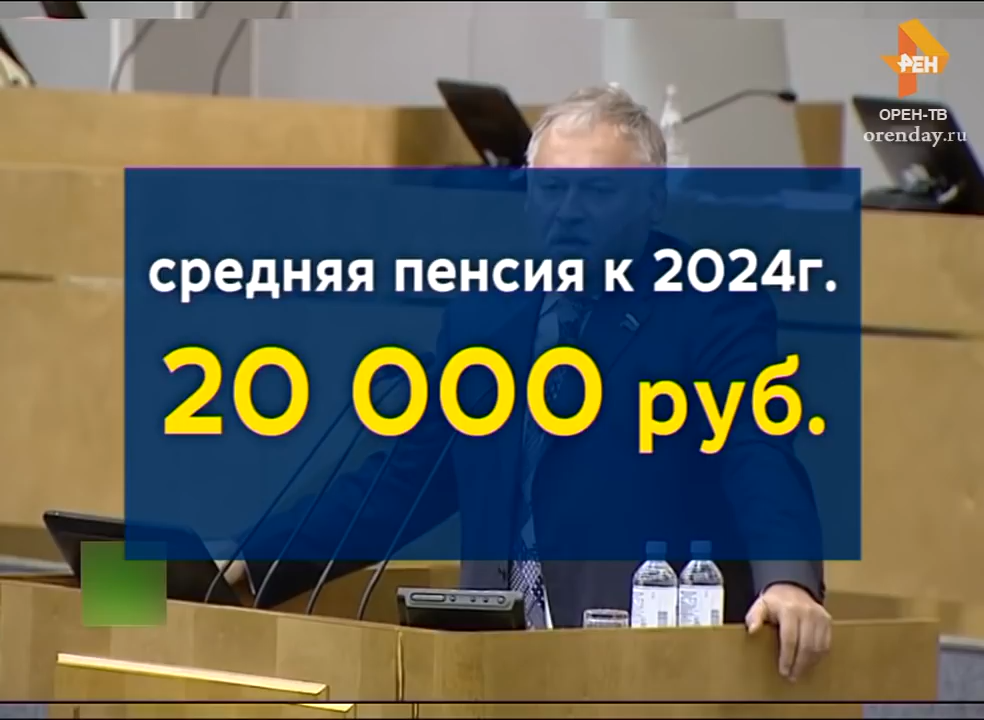 РЕН
ОРЕН-ТВ
orenday.ru
средняя пенсия к 2024г.
20 000 руб.